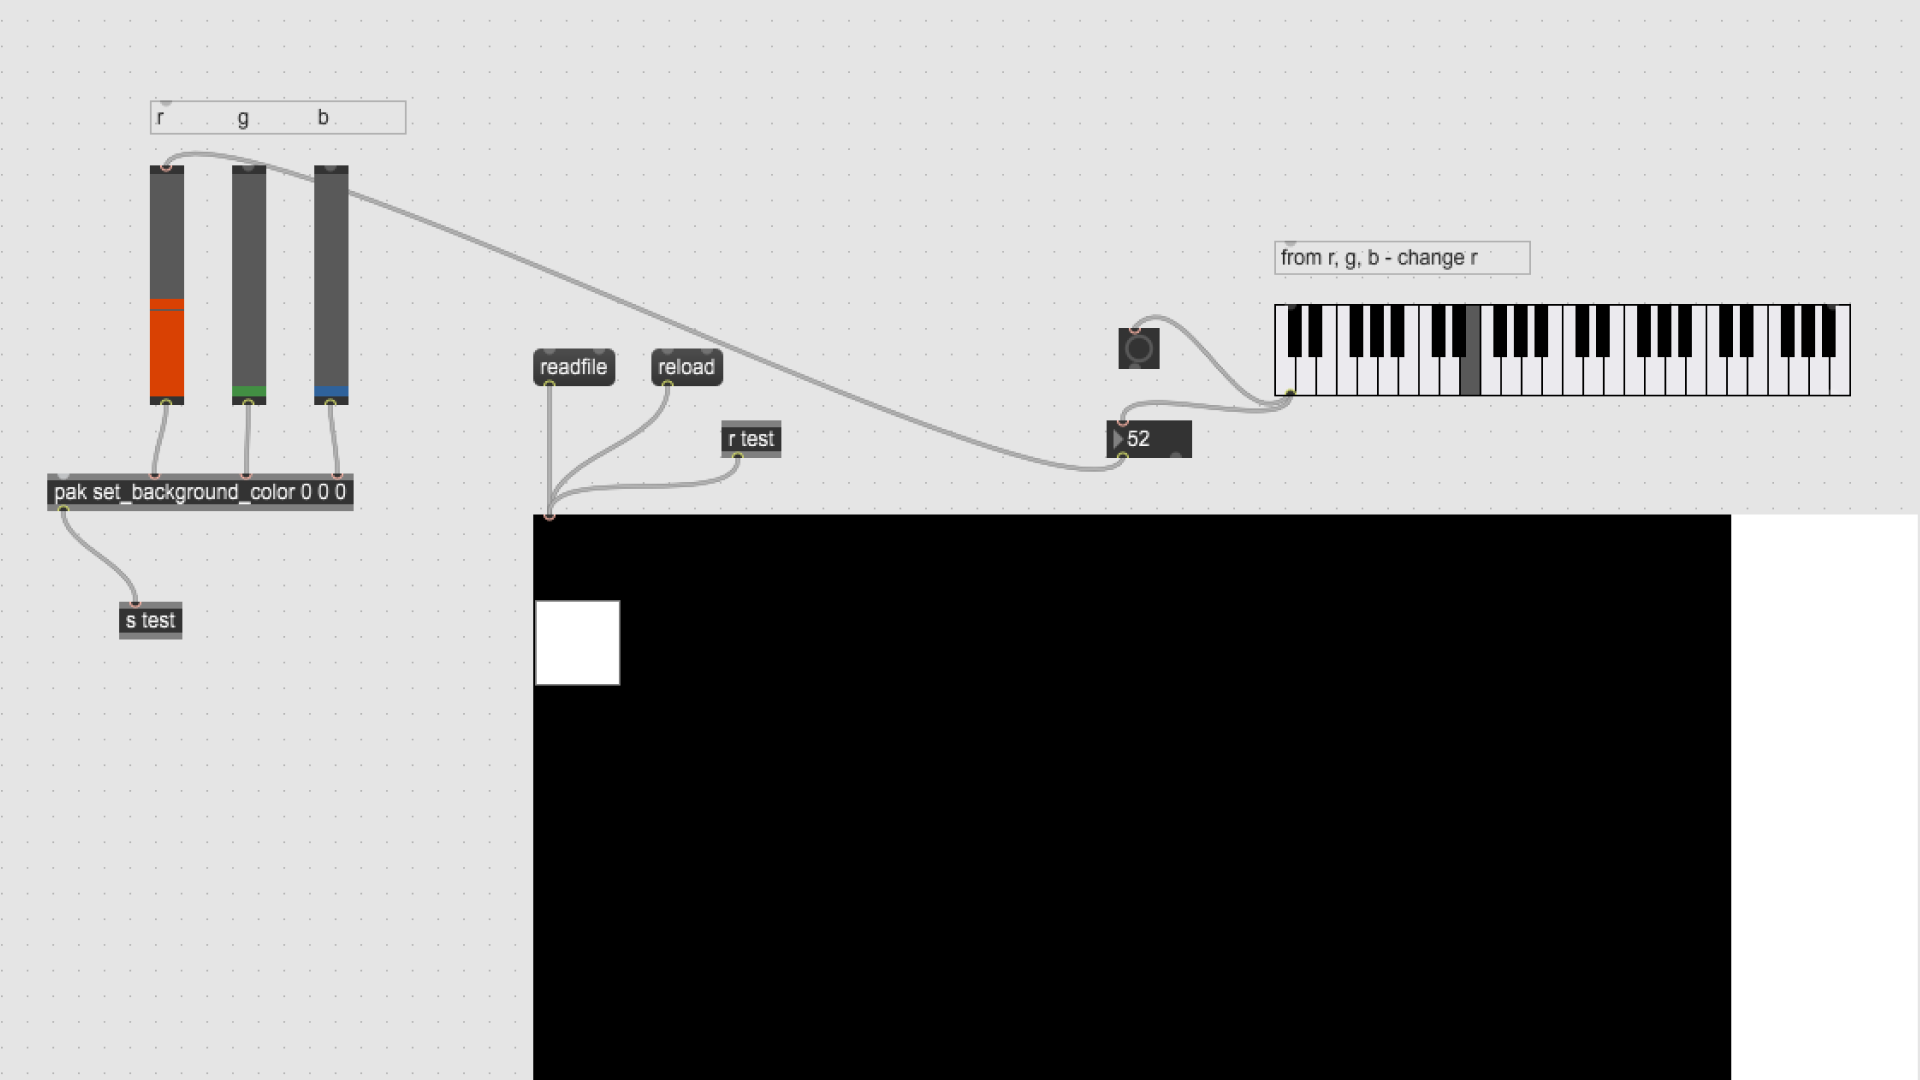 r g b
from r, g, b - change r
readfile
reload
r test
52
pak set_background_color 0 0 0
s test